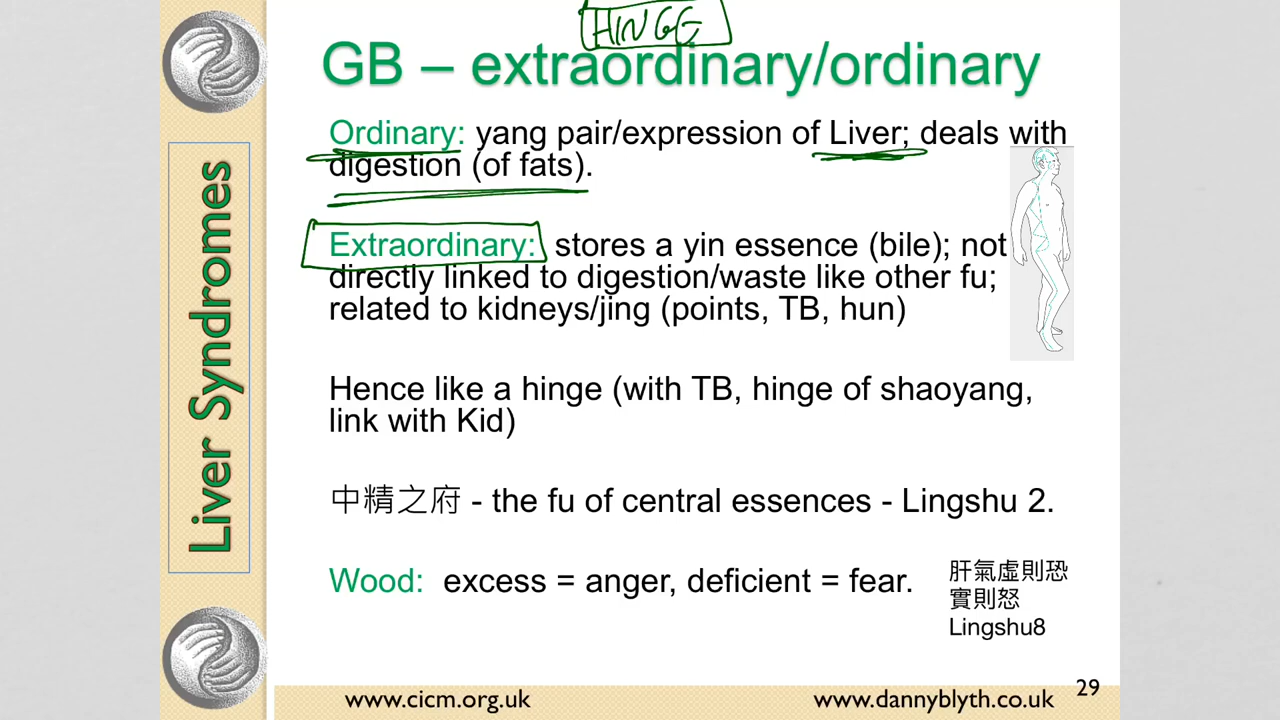 HINGE
GB – extraordinary/ordinary
Ordinary: yang pair/expression of Liver; deals with
digestion (of fats).
Extraordinary: stores a yin essence (bile); not
directly linked to digestion/waste like other fu;
related to kidneys/jing (points, TB, hun)
Hence like a hinge (with TB, hinge of shaoyang,
link with Kid)
中精之府 - the fu of central essences - Lingshu 2.
Wood: excess = anger, deficient = fear.
肝氣虛則恐
實則怒
Lingshu8
Liver Syndromes
www.cicm.org.uk
www.dannyblyth.co.uk
29